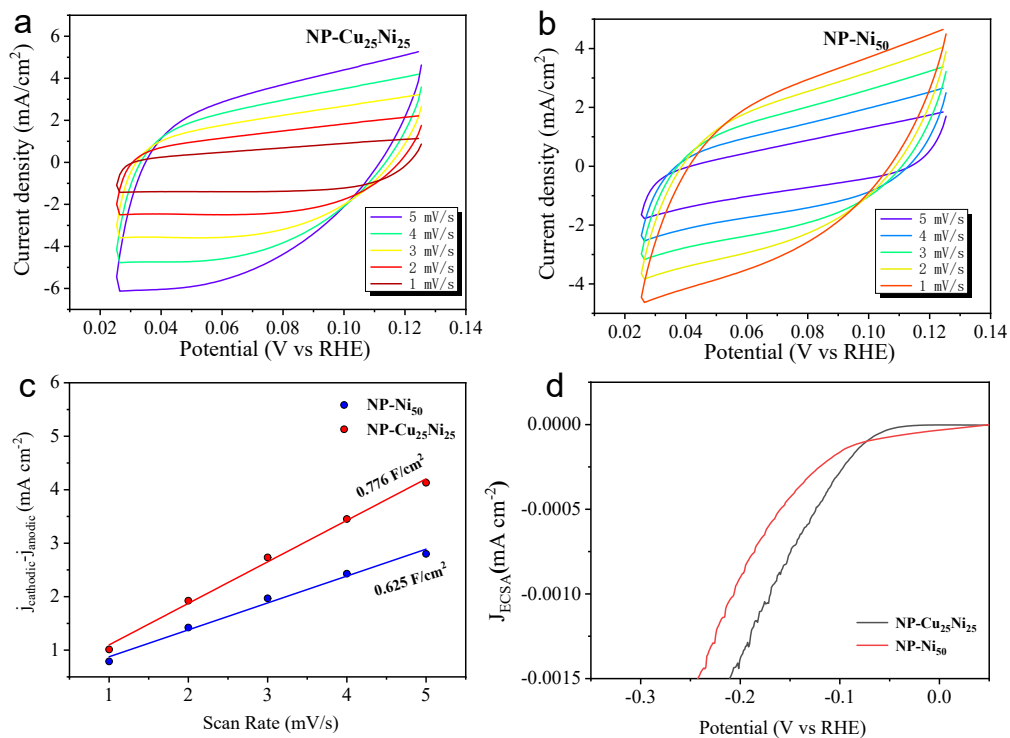 a
NP-Cu₂₅Ni₂₅
Current density (mA/cm²)
6
4
2
0
-2
-4
-6
5 mV/s
4 mV/s
3 mV/s
2 mV/s
1 mV/s
0.02 0.04 0.06 0.08 0.10 0.12 0.14
Potential (V vs RHE)
b
NP-Ni₅₀
Current density (mA/cm²)
4
2
0
-2
-4
5 mV/s
4 mV/s
3 mV/s
2 mV/s
1 mV/s
0.02 0.04 0.06 0.08 0.10 0.12 0.14
Potential (V vs RHE)
c
NP-Ni₅₀
NP-Cu₂₅Ni₂₅
j_cathodic-j_anodic (mA cm⁻²)
6
5
4
3
2
1
0.776 F/cm²
0.625 F/cm²
1 2 3 4 5
Scan Rate (mV/s)
d
J_ECSA(mA cm⁻²)
0.0000
-0.0005
-0.0010
-0.0015
NP-Cu₂₅Ni₂₅
NP-Ni₅₀
-0.3 -0.2 -0.1 0.0
Potential (V vs RHE)